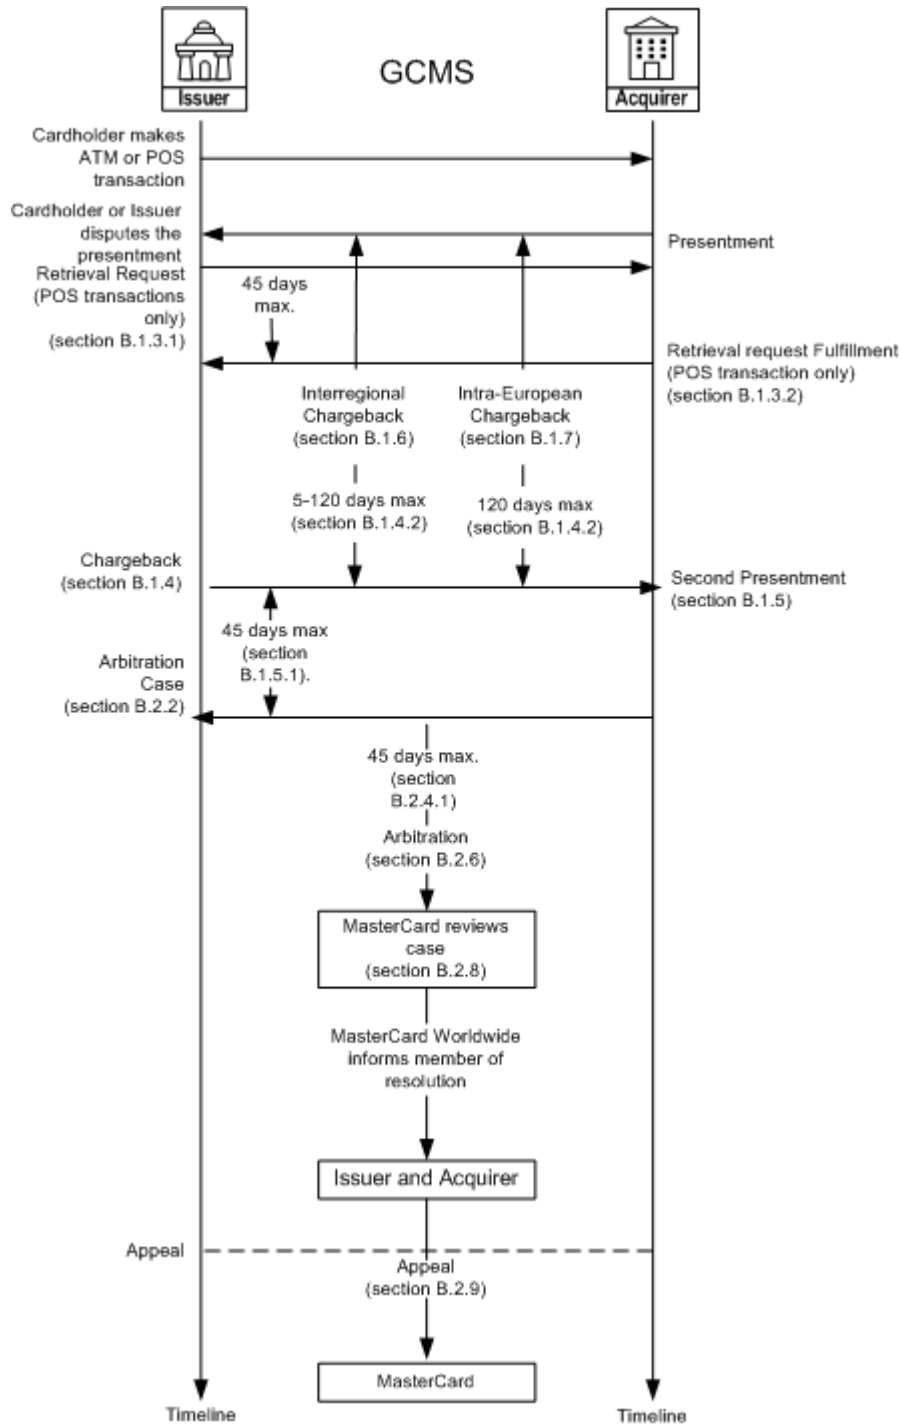 GCMS
Issuer
Acquirer
Cardholder makes
ATM or POS
transaction
Cardholder or Issuer
disputes the
presentment
Presentment
Retrieval Request
(POS transactions
only)
(section B.1.3.1)
45 days
max.
Retrieval request Fulfillment
(POS transaction only)
(section B.1.3.2)
Interregional
Chargeback
(section B.1.6)
Intra-European
Chargeback
(section B.1.7)
5-120 days max
(section B.1.4.2)
120 days max
(section B.1.4.2)
Chargeback
(section B.1.4)
Second Presentment
(section B.1.5)
45 days max
(section
B.1.5.1).
Arbitration
Case
(section B.2.2)
45 days max.
(section
B.2.4.1)
Arbitration
(section B.2.6)
MasterCard reviews
case
(section B.2.8)
MasterCard Worldwide
informs member of
resolution
Issuer and Acquirer
Appeal
Appeal
(section B.2.9)
MasterCard
Timeline
Timeline